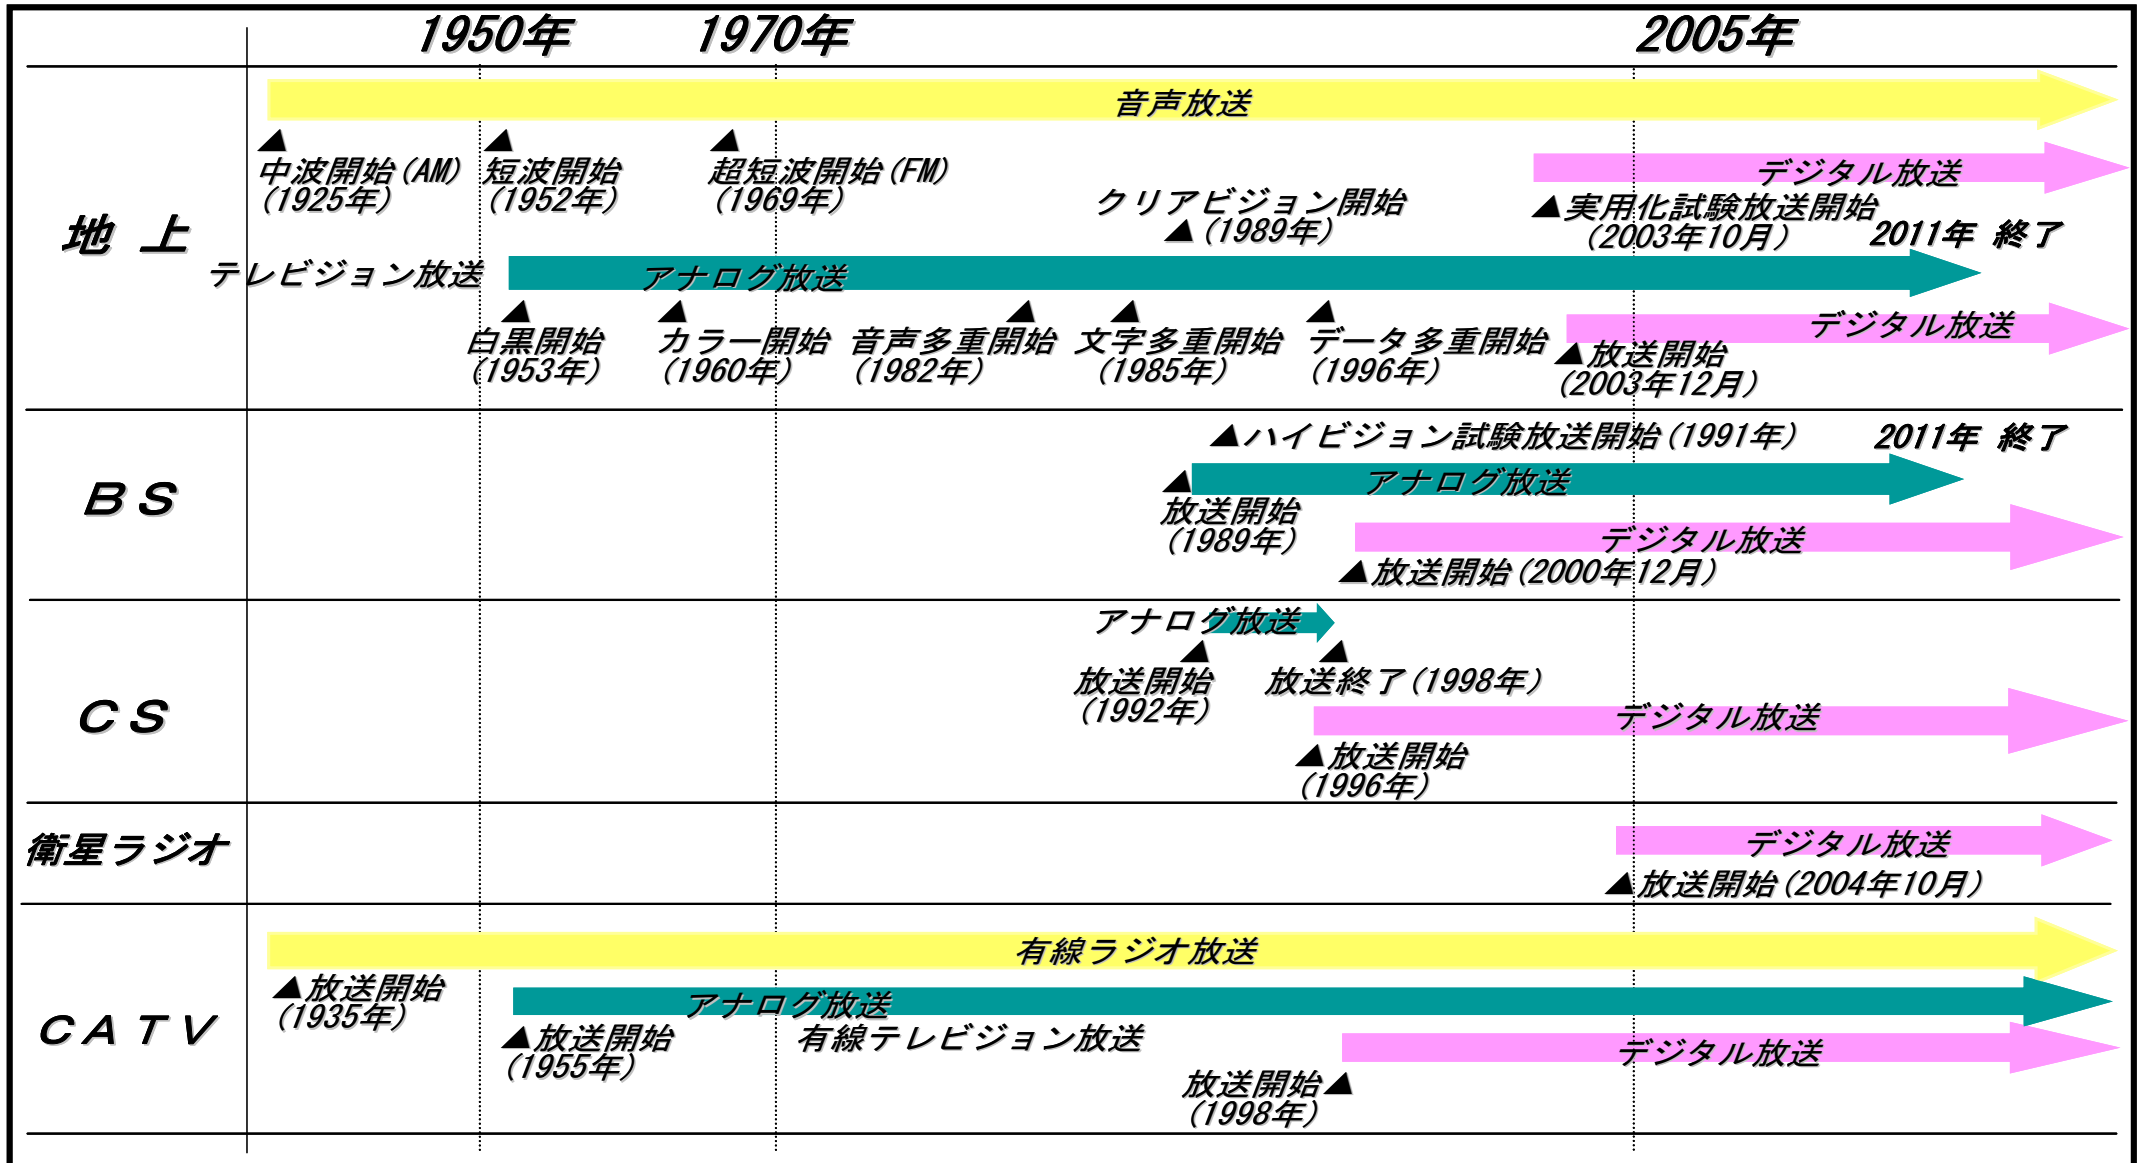 1950年 1970年 2005年
音声放送
中波開始(AM) 短波開始 超短波開始(FM)
(1925年) (1952年) (1969年)
デジタル放送
▲実用化試験放送開始
(2003年10月)
クリアビジョン開始
▲(1989年)
2011年 終了
地 上
テレビジョン放送
アナログ放送
白黒開始 カラー開始 音声多重開始 文字多重開始 データ多重開始
(1953年) (1960年) (1982年) (1985年) (1996年)
デジタル放送
▲放送開始
(2003年12月)
▲ハイビジョン試験放送開始(1991年) 2011年 終了
BS
アナログ放送
放送開始
(1989年)
デジタル放送
▲放送開始(2000年12月)
CS
アナログ放送
放送開始
(1992年)
放送終了(1998年)
デジタル放送
▲放送開始
(1996年)
衛星ラジオ
デジタル放送
▲放送開始(2004年10月)
CATV
有線ラジオ放送
▲放送開始
(1935年)
アナログ放送
▲放送開始
(1955年)
有線テレビジョン放送
デジタル放送
放送開始▲
(1998年)